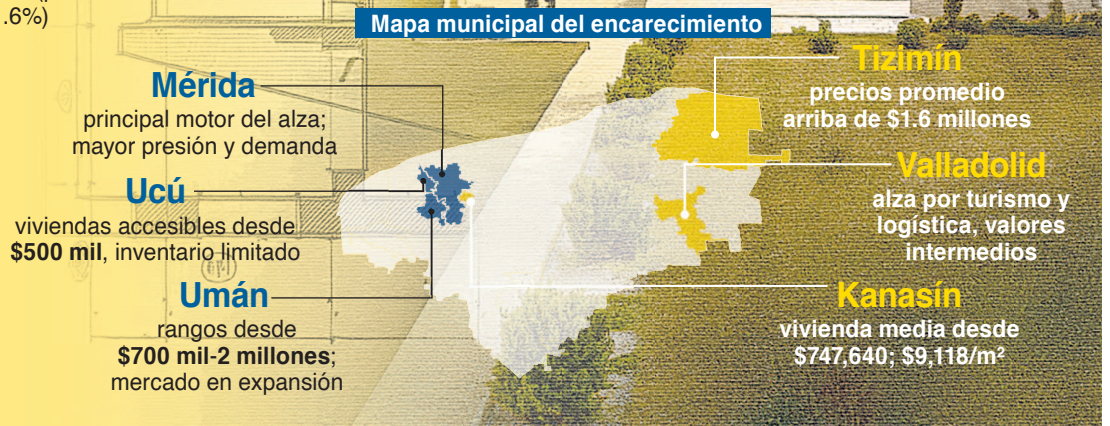 .6%)
Mapa municipal del encarecimiento
Mérida
principal motor del alza;
mayor presión y demanda
Ucú
viviendas accesibles desde
$500 mil, inventario limitado
Umán
rangos desde
$700 mil-2 millones;
mercado en expansión
Tizimín
precios promedio
arriba de $1.6 millones
Valladolid
alza por turismo y
logística, valores
intermedios
Kanasín
vivienda media desde
$747,640; $9,118/m²